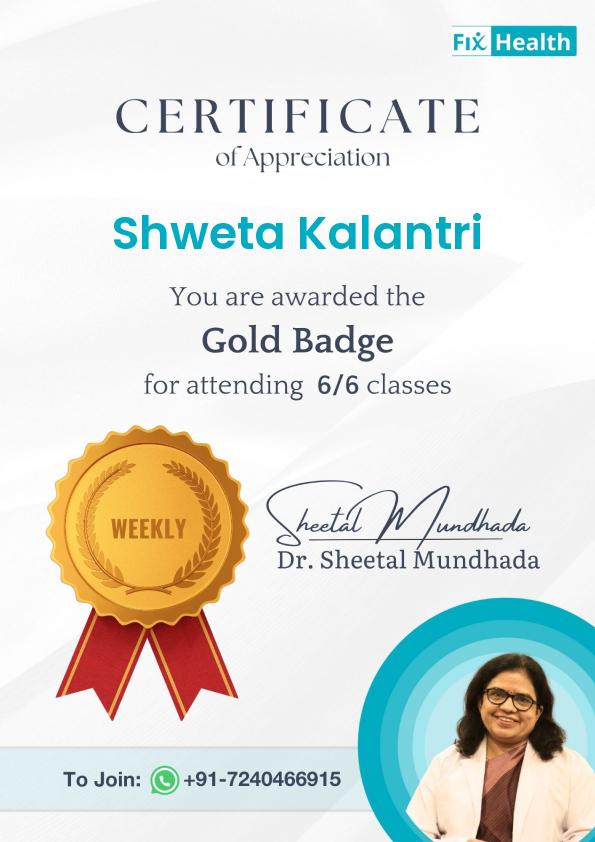 Fix Health
CERTIFICATE
of Appreciation
Shweta Kalantri
You are awarded the
Gold Badge
for attending 6/6 classes
WEEKLY
Sheetal Mundhada
Dr. Sheetal Mundhada
To Join: +91-7240466915